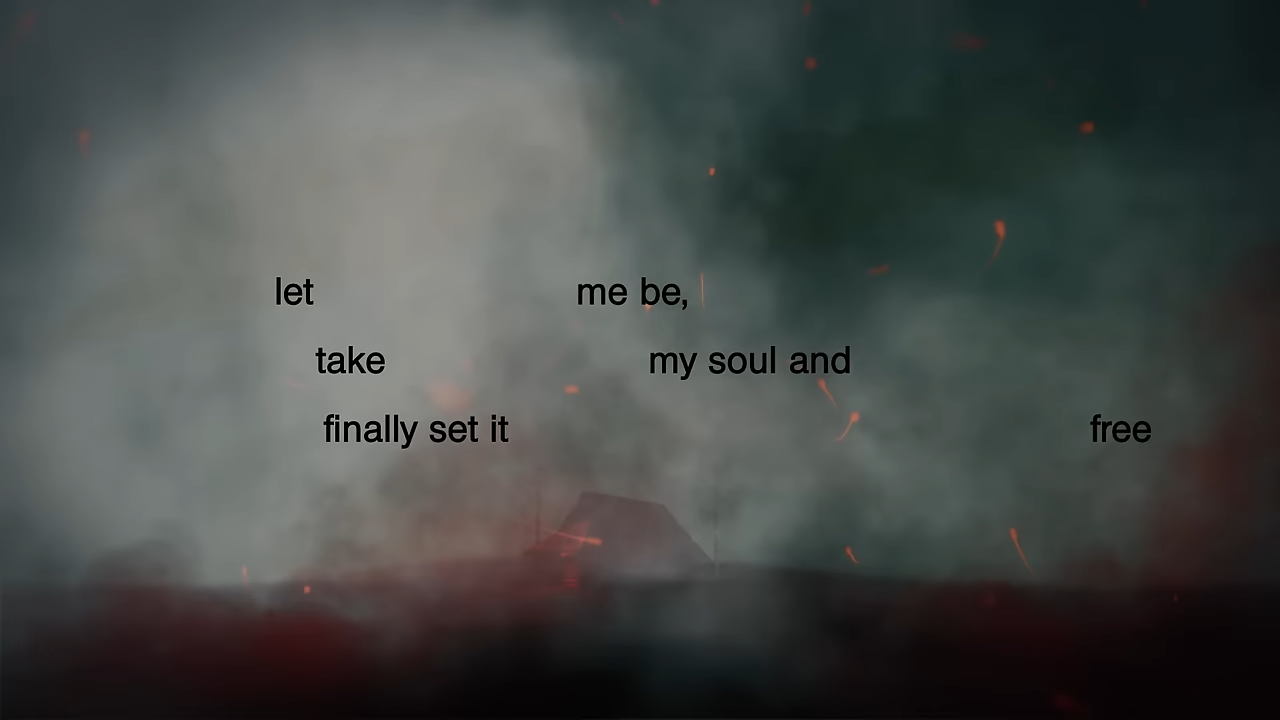 let me be,
take my soul and
finally set it free